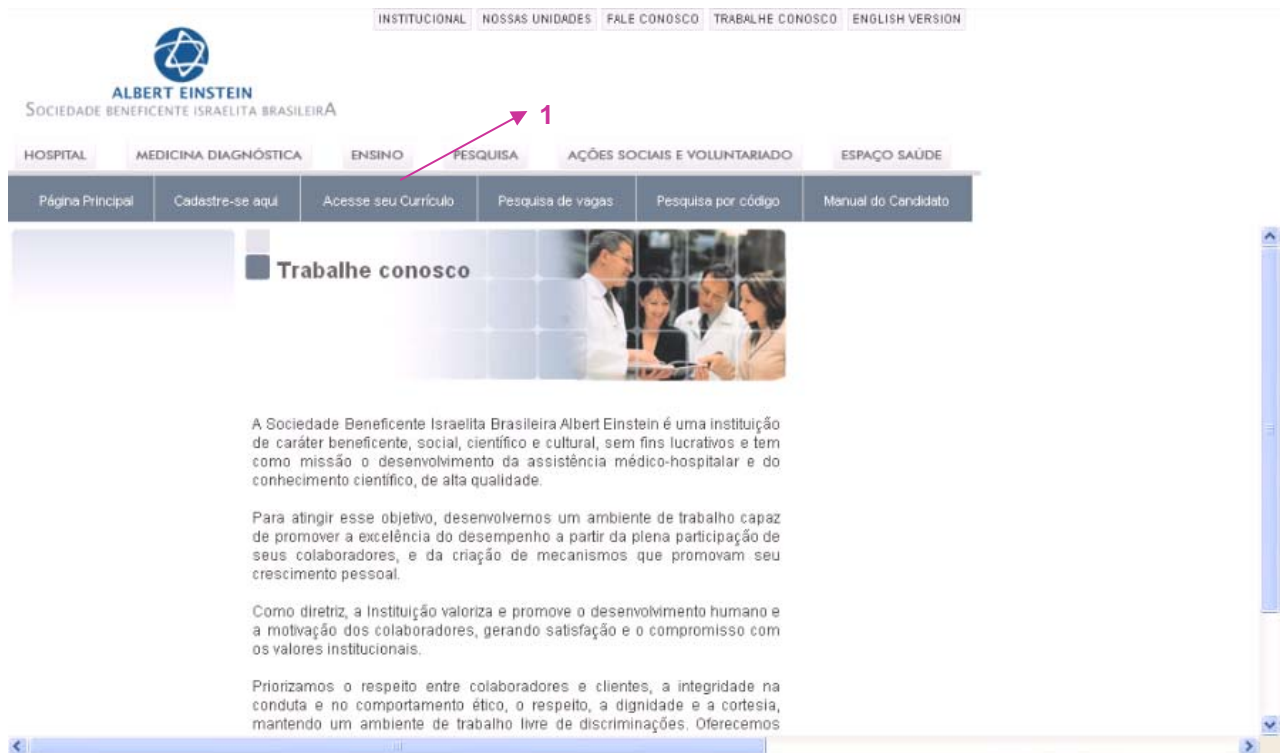 INSTITUCIONAL NOSSAS UNIDADES FALE CONOSCO TRABALHE CONOSCO ENGLISH VERSION
ALBERT EINSTEIN
SOCIEDADE BENEFICENTE ISRAELITA BRASILEIRA
1
HOSPITAL MEDICINA DIAGNÓSTICA ENSINO PESQUISA AÇÕES SOCIAIS E VOLUNTARIADO ESPAÇO SAÚDE
Página Principal Cadastre-se aqui Acesse seu Currículo Pesquisa de vagas Pesquisa por código Manual do Candidato
Trabalhe conosco
A Sociedade Beneficente Israelita Brasileira Albert Einstein é uma instituição
de caráter beneficente, social, científico e cultural, sem fins lucrativos e tem
como missão o desenvolvimento da assistência médico-hospitalar e do
conhecimento científico, de alta qualidade.
Para atingir esse objetivo, desenvolvemos um ambiente de trabalho capaz
de promover a excelência do desempenho a partir da plena participação de
seus colaboradores, e da criação de mecanismos que promovam seu
crescimento pessoal.
Como diretriz, a Instituição valoriza e promove o desenvolvimento humano e
a motivação dos colaboradores, gerando satisfação e o compromisso com
os valores institucionais.
Priorizamos o respeito entre colaboradores e clientes, a integridade na
conduta e no comportamento ético, o respeito, a dignidade e a cortesia,
mantendo um ambiente de trabalho livre de discriminações. Oferecemos